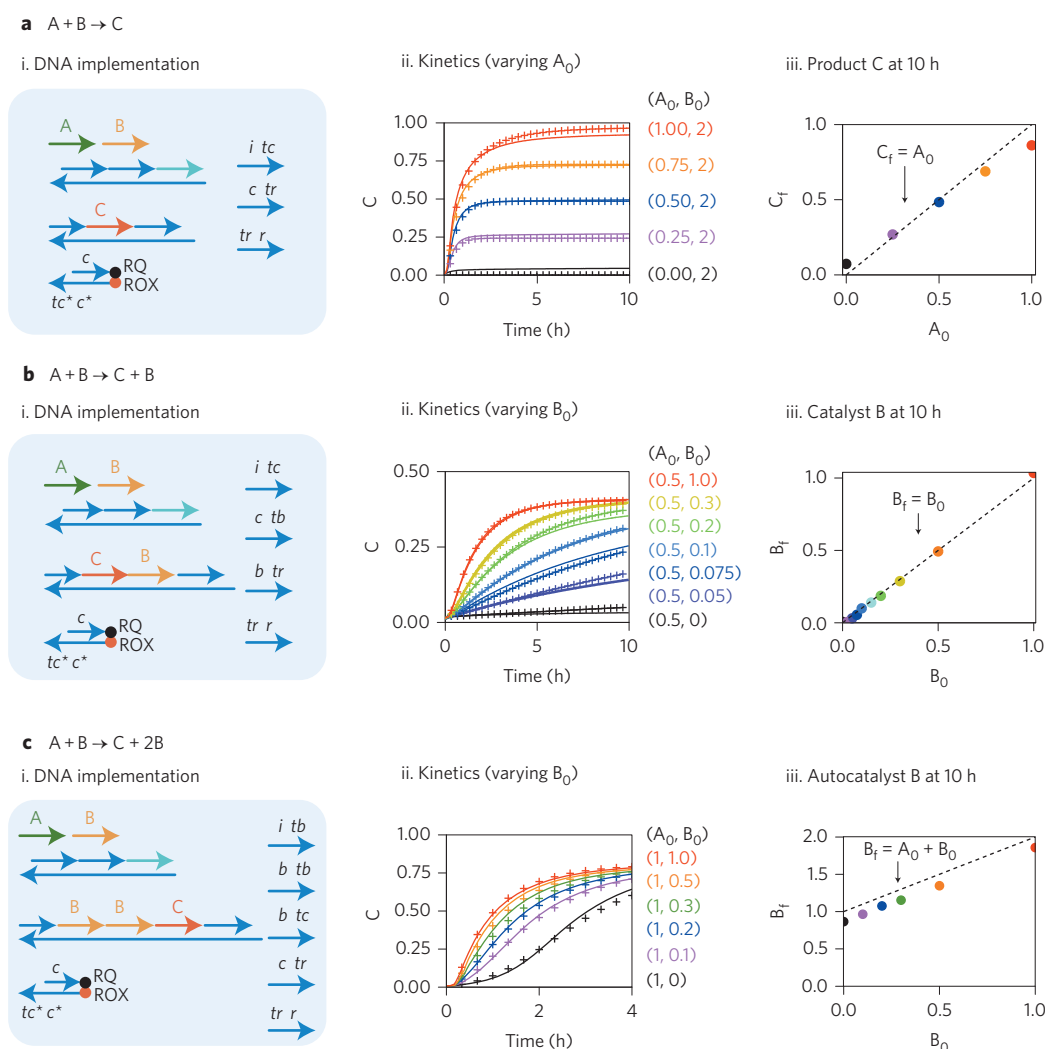 a A + B → C
i. DNA implementation
A B
i tc
c tr
C
tr r
c
RQ
ROX
tc* c*
ii. Kinetics (varying A0)
C
1.00
0.75
0.50
0.25
0.00
0 5 10
Time (h)
(A0, B0)
(1.00, 2)
(0.75, 2)
(0.50, 2)
(0.25, 2)
(0.00, 2)
iii. Product C at 10 h
Cf
1.0
0.5
0.0
Cf = A0
0.0 0.5 1.0
A0
b A + B → C + B
i. DNA implementation
A B
i tc
c tb
C B
b tr
c
RQ
ROX
tc* c*
tr r
ii. Kinetics (varying B0)
C
0.50
0.25
0.00
0 5 10
Time (h)
(A0, B0)
(0.5, 1.0)
(0.5, 0.3)
(0.5, 0.2)
(0.5, 0.1)
(0.5, 0.075)
(0.5, 0.05)
(0.5, 0)
iii. Catalyst B at 10 h
Bf
1.0
0.5
0.0
Bf = B0
0.0 0.5 1.0
B0
c A + B → C + 2B
i. DNA implementation
A B
i tb
b tb
B B C
b tc
c
RQ
ROX
tc* c*
c tr
tr r
ii. Kinetics (varying B0)
C
1.00
0.75
0.50
0.25
0.00
0 2 4
Time (h)
(A0, B0)
(1, 1.0)
(1, 0.5)
(1, 0.3)
(1, 0.2)
(1, 0.1)
(1, 0)
iii. Autocatalyst B at 10 h
Bf
2.0
1.5
1.0
0.5
0.0
Bf = A0 + B0
0.0 0.5 1.0
B0